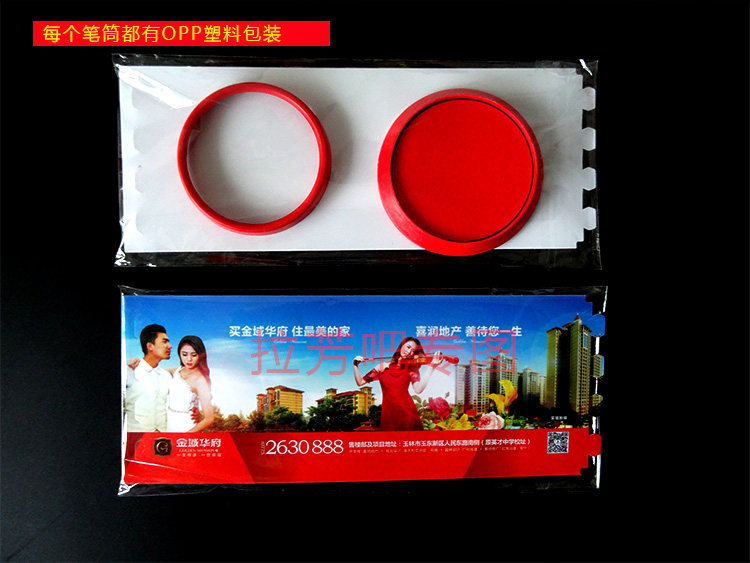 每个笔筒都有OPP塑料包装
买金域华府 住最美的家
喜润地产 善待您一生
拉芳吧专图
金域华府
2630 888
售楼部及项目地址：玉林市玉东新区人民东路南侧（原英才中学校址）